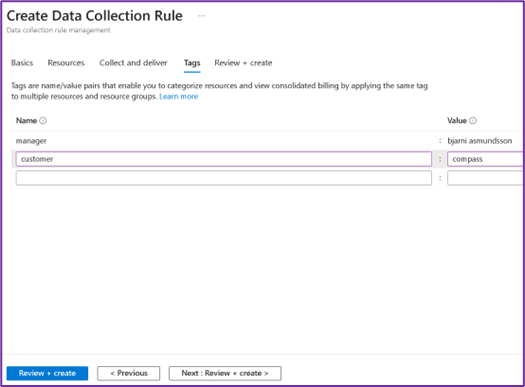 Create Data Collection Rule ...
Data collection rule management
Basics Resources Collect and deliver Tags Review + create
Tags are name/value pairs that enable you to categorize resources and view consolidated billing by applying the same tag
to multiple resources and resource groups. Learn more
Name Value
manager : bjarni asmundsson
customer : compass
:
Review + create < Previous Next : Review + create >